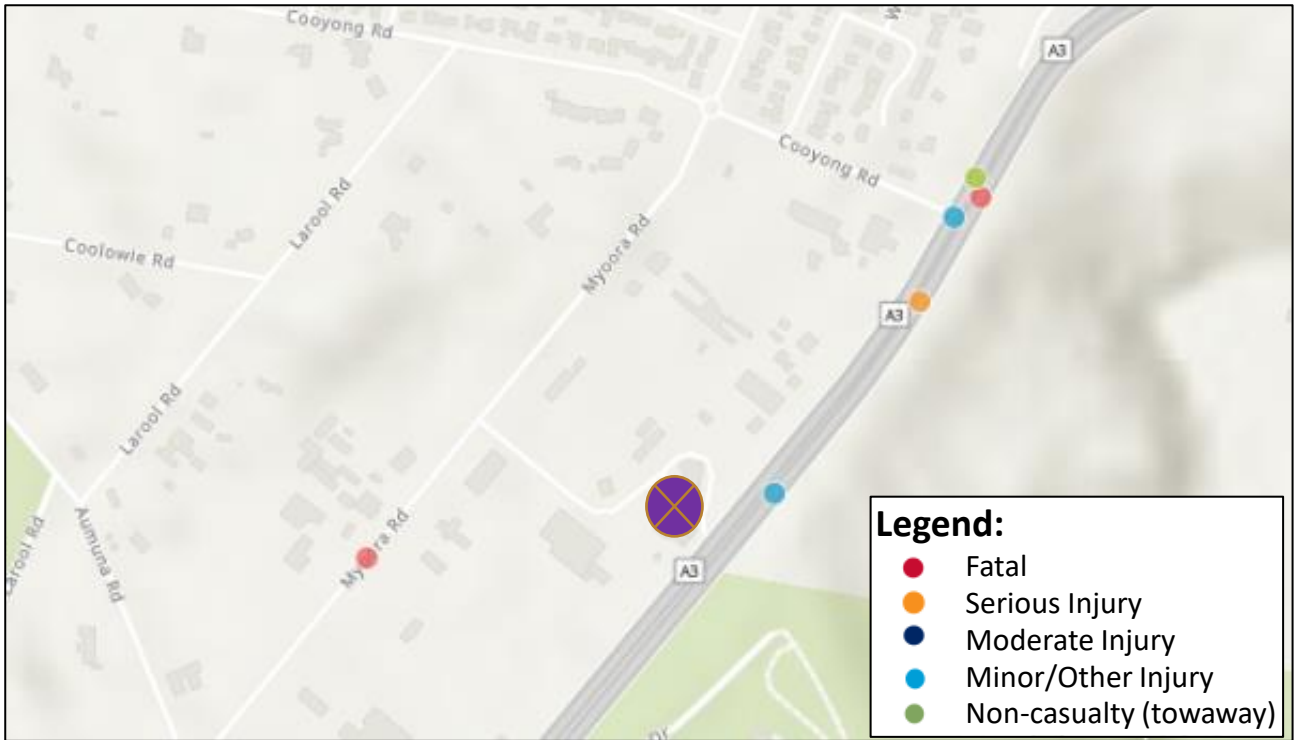 Cooyong Rd
A3
Cooyong Rd
Larool Rd
Myoora Rd
Coolowie Rd
A3
Larool Rd
Myoora Rd
Larool Rd
Aumuna Rd
A3
Dr
Legend:
Fatal
Serious Injury
Moderate Injury
Minor/Other Injury
Non-casualty (towaway)